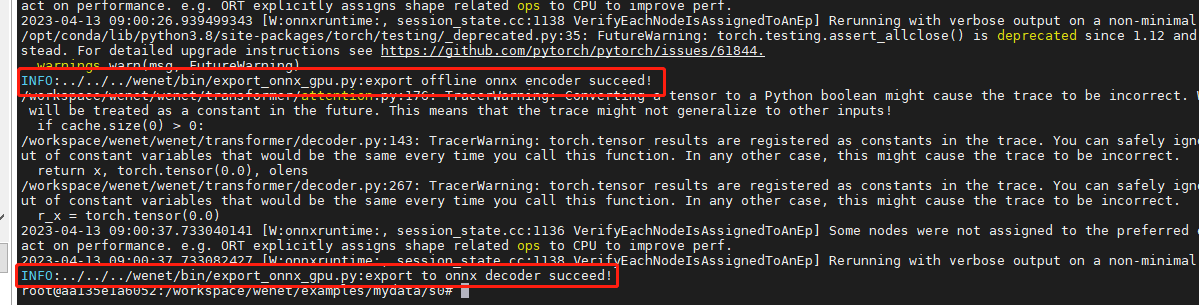 act on performance. e.g. ORT explicitly assigns shape related ops to CPU to improve perf.
2023-04-13 09:00:26.939499343 [W:onnxruntime:, session_state.cc:1138 VerifyEachNodeIsAssignedToAnEp] Rerunning with verbose output on a non-minimal
/opt/conda/lib/python3.8/site-packages/torch/testing/_deprecated.py:35: FutureWarning: torch.testing.assert_allclose() is deprecated since 1.12 and
stead. For detailed upgrade instructions see https://github.com/pytorch/pytorch/issues/61844.
warnings.warn(msg, FutureWarning)
INFO:../../../wenet/bin/export_onnx_gpu.py:export offline onnx encoder succeed!
/workspace/wenet/wenet/transformer/attention.py:176: TracerWarning: Converting a tensor to a Python boolean might cause the trace to be incorrect. W
will be treated as a constant in the future. This means that the trace might not generalize to other inputs!
if cache.size(0) > 0:
/workspace/wenet/wenet/transformer/decoder.py:143: TracerWarning: torch.tensor results are registered as constants in the trace. You can safely igno
ut of constant variables that would be the same every time you call this function. In any other case, this might cause the trace to be incorrect.
return x, torch.tensor(0.0), olens
/workspace/wenet/wenet/transformer/decoder.py:267: TracerWarning: torch.tensor results are registered as constants in the trace. You can safely igno
ut of constant variables that would be the same every time you call this function. In any other case, this might cause the trace to be incorrect.
r_x = torch.tensor(0.0)
2023-04-13 09:00:37.733040141 [W:onnxruntime:, session_state.cc:1136 VerifyEachNodeIsAssignedToAnEp] Some nodes were not assigned to the preferred
act on performance. e.g. ORT explicitly assigns shape related ops to CPU to improve perf.
2023-04-13 09:00:37.733082427 [W:onnxruntime:, session_state.cc:1138 VerifyEachNodeIsAssignedToAnEp] Rerunning with verbose output on a non-minimal
INFO:../../../wenet/bin/export_onnx_gpu.py:export to onnx decoder succeed!
root@aa135e1a6052:/workspace/wenet/examples/mydata/s0#